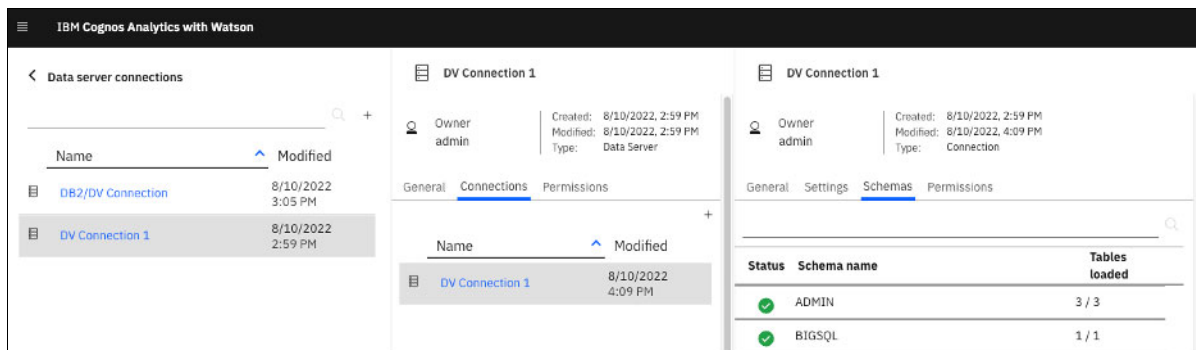 IBM Cognos Analytics with Watson
Data server connections
Name Modified
DB2/DV Connection 8/10/2022 3:05 PM
DV Connection 1 8/10/2022 2:59 PM
DV Connection 1
Owner admin
Created: 8/10/2022, 2:59 PM
Modified: 8/10/2022, 2:59 PM
Type: Data Server
General Connections Permissions
Name Modified
DV Connection 1 8/10/2022 4:09 PM
DV Connection 1
Owner admin
Created: 8/10/2022, 2:59 PM
Modified: 8/10/2022, 4:09 PM
Type: Connection
General Settings Schemas Permissions
Status Schema name Tables loaded
ADMIN 3 / 3
BIGSQL 1 / 1